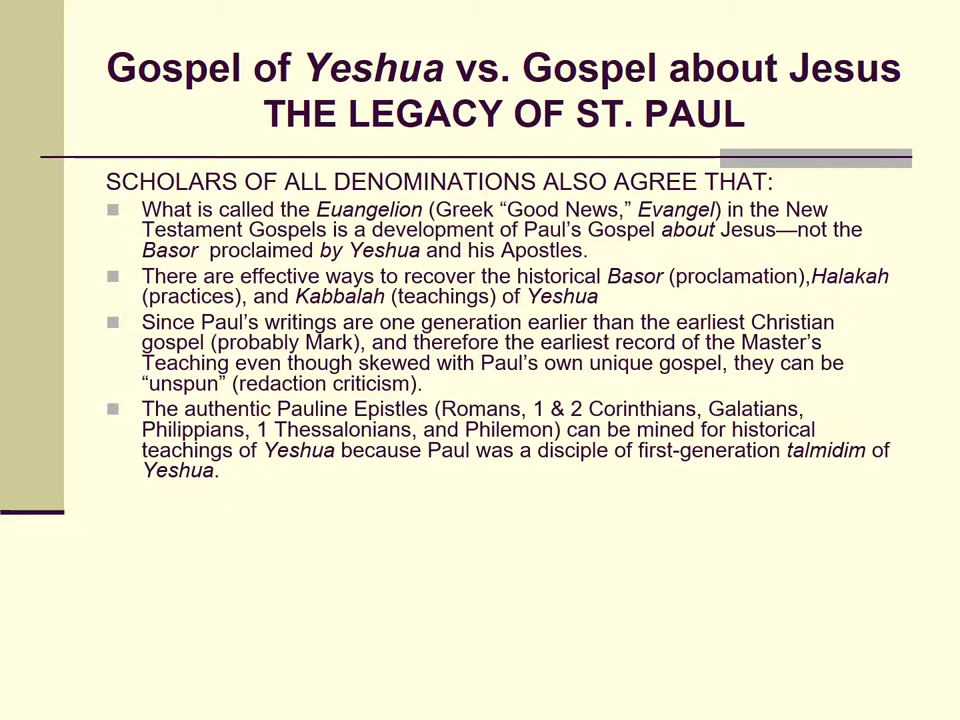 Gospel of Yeshua vs. Gospel about Jesus
THE LEGACY OF ST. PAUL
SCHOLARS OF ALL DENOMINATIONS ALSO AGREE THAT:
What is called the Euangelion (Greek “Good News,” Evangel) in the New
Testament Gospels is a development of Paul’s Gospel about Jesus—not the
Basor proclaimed by Yeshua and his Apostles.
There are effective ways to recover the historical Basor (proclamation),Halakah
(practices), and Kabbalah (teachings) of Yeshua
Since Paul’s writings are one generation earlier than the earliest Christian
gospel (probably Mark), and therefore the earliest record of the Master’s
Teaching even though skewed with Paul’s own unique gospel, they can be
“unspun” (redaction criticism).
The authentic Pauline Epistles (Romans, 1 & 2 Corinthians, Galatians,
Philippians, 1 Thessalonians, and Philemon) can be mined for historical
teachings of Yeshua because Paul was a disciple of first-generation talmidim of
Yeshua.